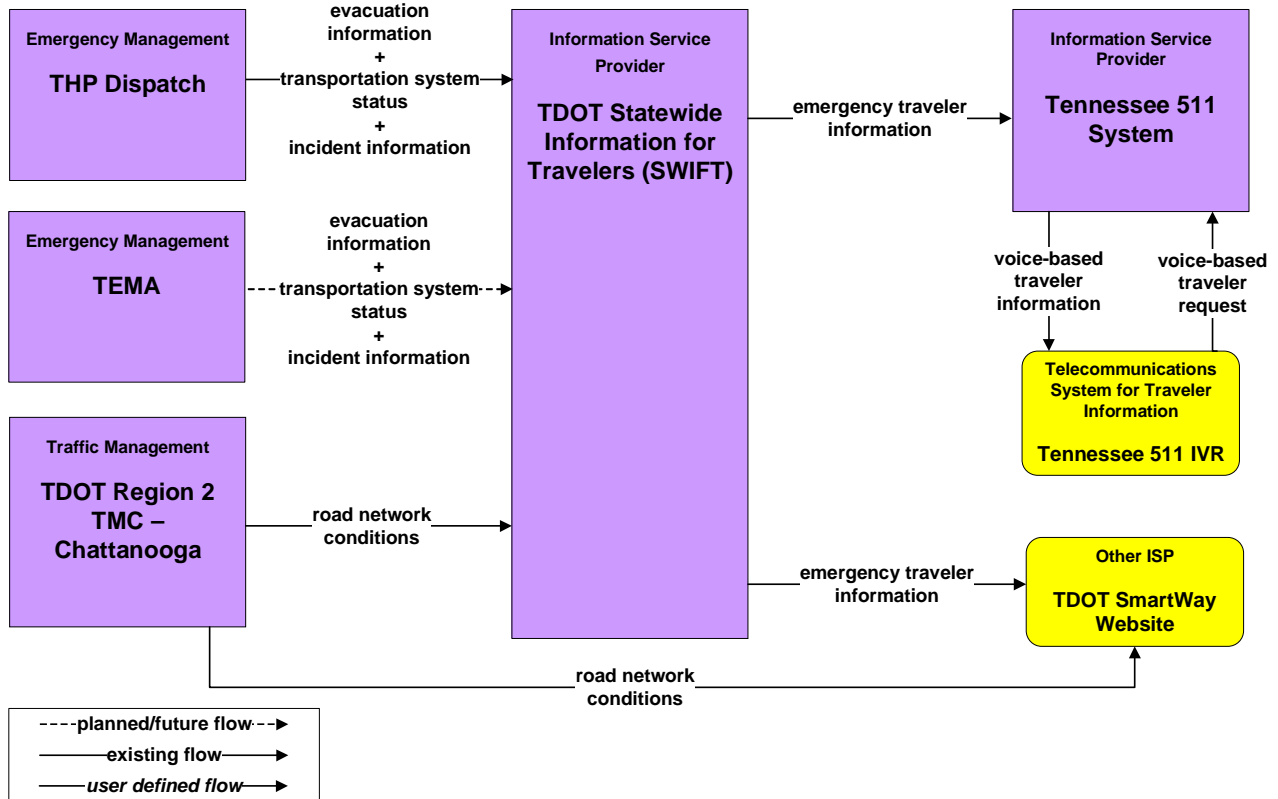 Emergency Management
THP Dispatch
evacuation
information
+
transportation system
status
+
incident information
Information Service
Provider
TDOT Statewide
Information for
Travelers (SWIFT)
emergency traveler
information
Information Service
Provider
Tennessee 511
System
Emergency Management
TEMA
evacuation
information
+
transportation system
status
+
incident information
voice-based
traveler
information
voice-based
traveler
request
Telecommunications
System for Traveler
Information
Tennessee 511 IVR
Traffic Management
TDOT Region 2
TMC –
Chattanooga
road network
conditions
emergency traveler
information
Other ISP
TDOT SmartWay
Website
road network
conditions
planned/future flow
existing flow
user defined flow